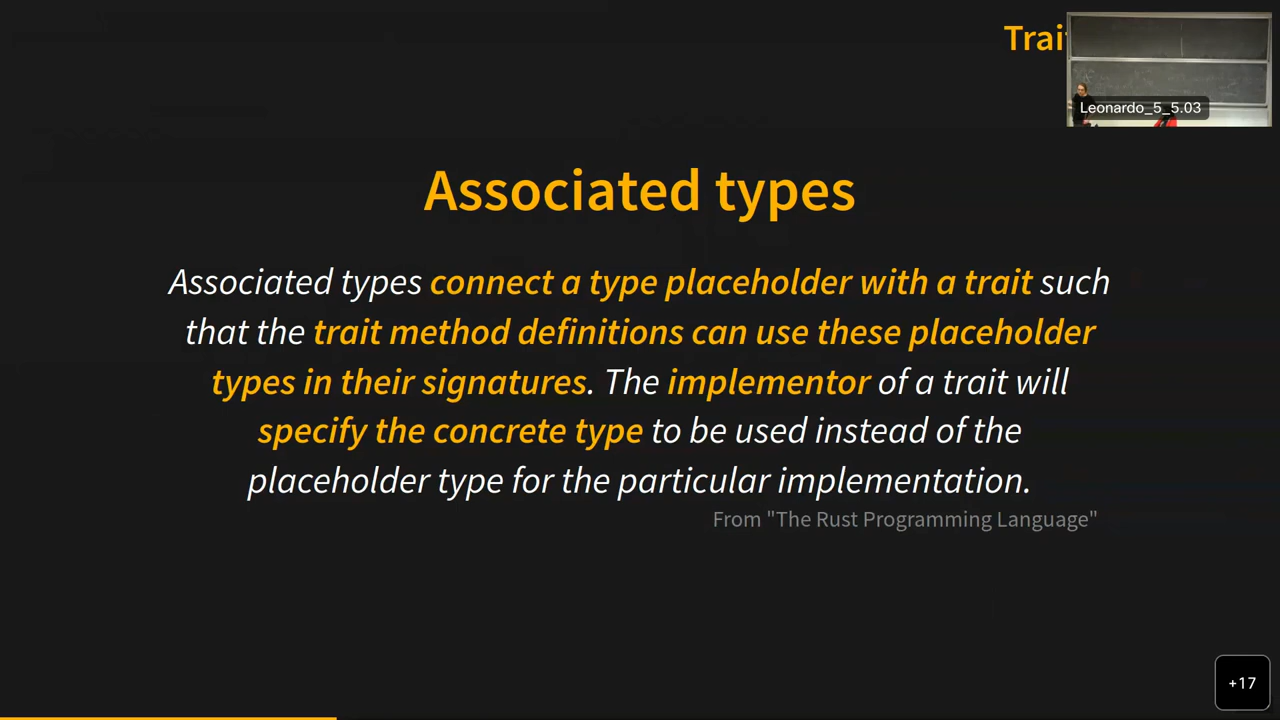 Trai
Leonardo_5_5.03
Associated types
Associated types connect a type placeholder with a trait such
that the trait method definitions can use these placeholder
types in their signatures. The implementor of a trait will
specify the concrete type to be used instead of the
placeholder type for the particular implementation.
From "The Rust Programming Language"
+17